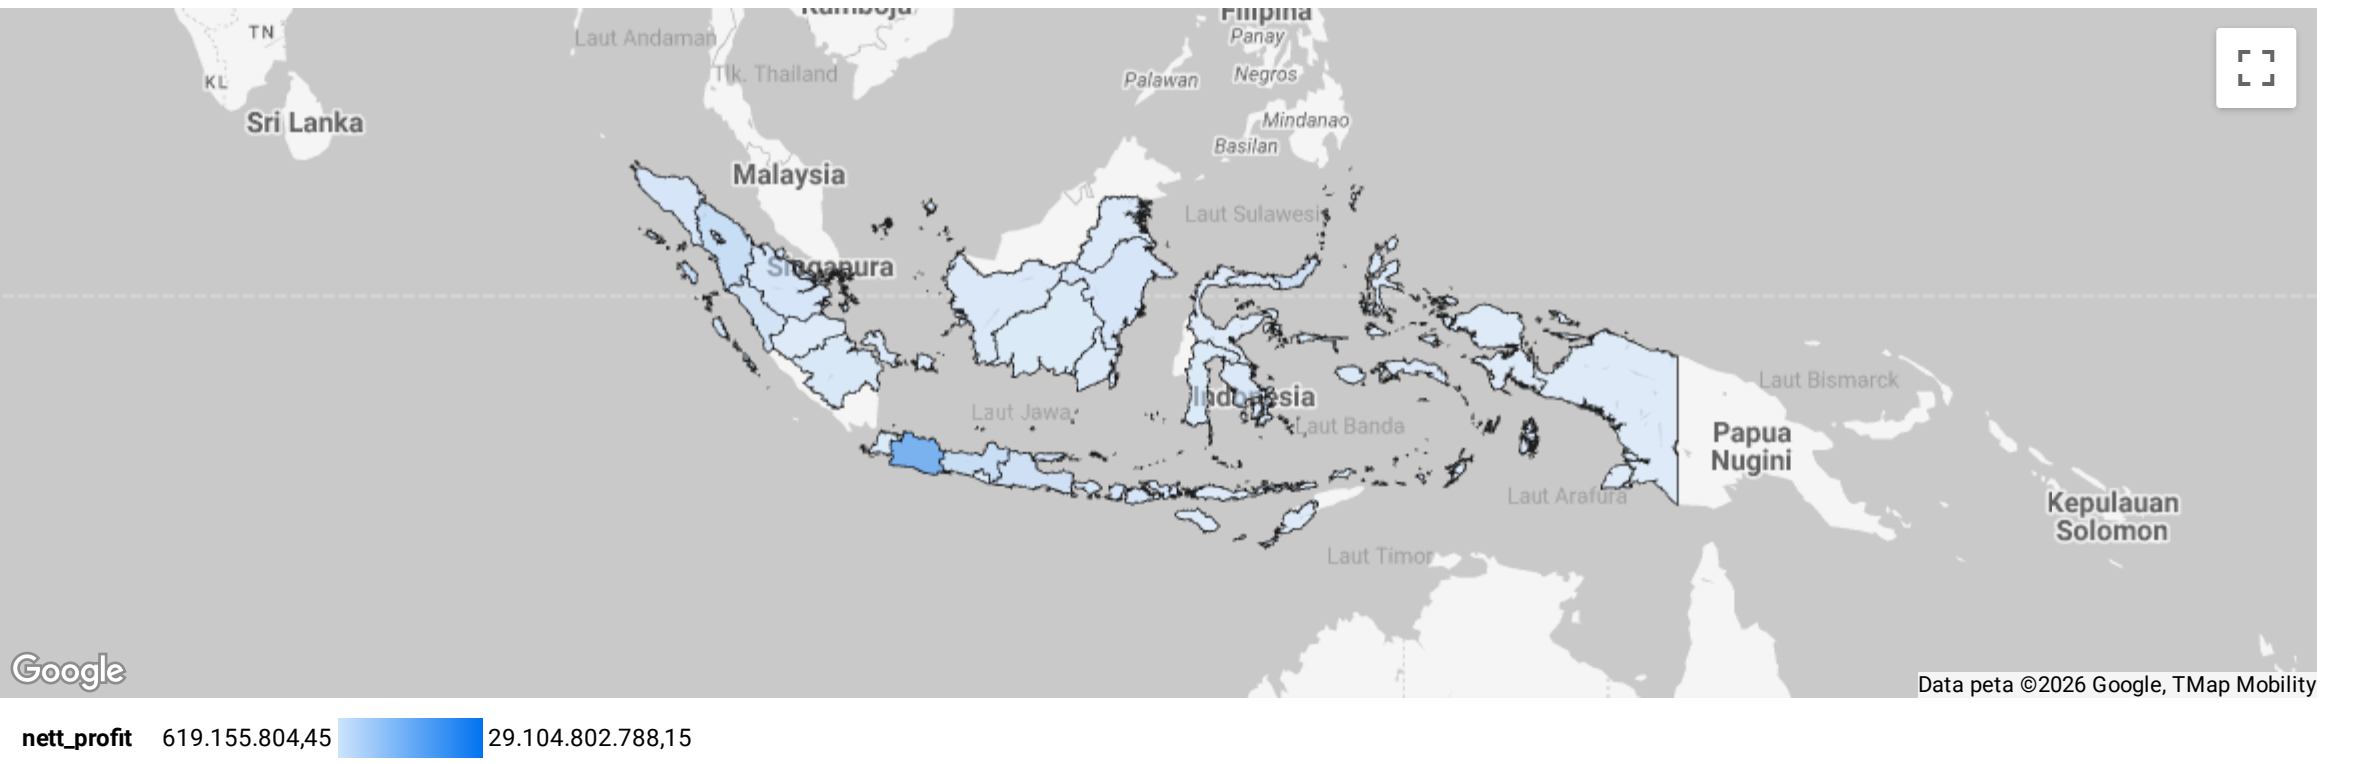 Kamboja
Filipina
TN
Laut Andaman
Panay
Tlk. Thailand
Palawan
Negros
KL
Sri Lanka
Mindanao
Basilan
Malaysia
Laut Sulawesi
Singapura
Laut Bismarck
Indonesia
Laut Jawa
Laut Banda
Papua
Nugini
Laut Arafura
Kepulauan
Solomon
Laut Timor
Google
Data peta ©2026 Google, TMap Mobility
nett_profit 619.155.804,45 29.104.802.788,15